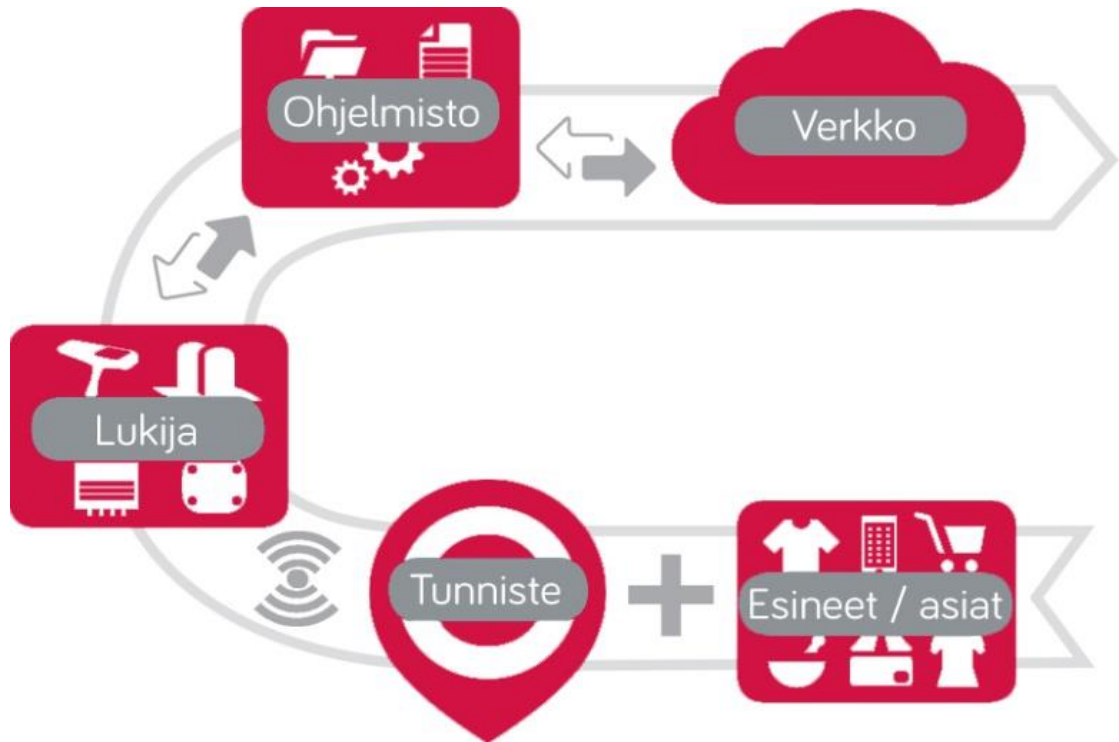 Ohjelmisto
Verkko
Lukija
Tunniste
Esineet / asiat